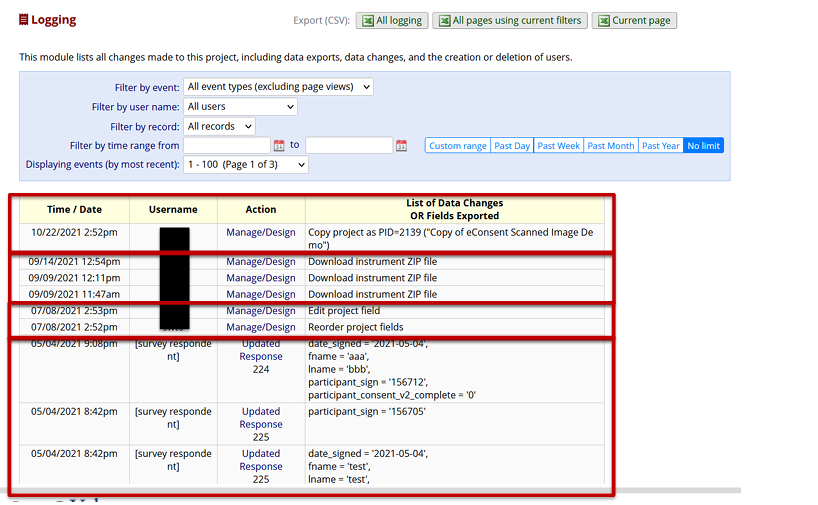 Logging
Export (CSV): All logging All pages using current filters Current page
This module lists all changes made to this project, including data exports, data changes, and the creation or deletion of users.
Filter by event: All event types (excluding page views)
Filter by user name: All users
Filter by record: All records
Filter by time range from to Custom range Past Day Past Week Past Month Past Year No limit
Displaying events (by most recent): 1 - 100 (Page 1 of 3)
Time / Date Username Action List of Data Changes
OR Fields Exported
10/22/2021 2:52pm Manage/Design Copy project as PID=2139 ("Copy of eConsent Scanned Image De
mo")
09/14/2021 12:54pm Manage/Design Download instrument ZIP file
09/09/2021 12:11pm Manage/Design Download instrument ZIP file
09/09/2021 11:47am Manage/Design Download instrument ZIP file
07/08/2021 2:53pm Manage/Design Edit project field
07/08/2021 2:52pm Manage/Design Reorder project fields
05/04/2021 9:08pm [survey responde Updated date_signed = '2021-05-04',
nt] Response fname = 'aaa',
224 lname = 'bbb',
participant_sign = '156712',
participant_consent_v2_complete = '0'
05/04/2021 8:42pm [survey responde Updated participant_sign = '156705'
nt] Response
225
05/04/2021 8:42pm [survey responde Updated date_signed = '2021-05-04',
nt] Response fname = 'test',
225 lname = 'test',